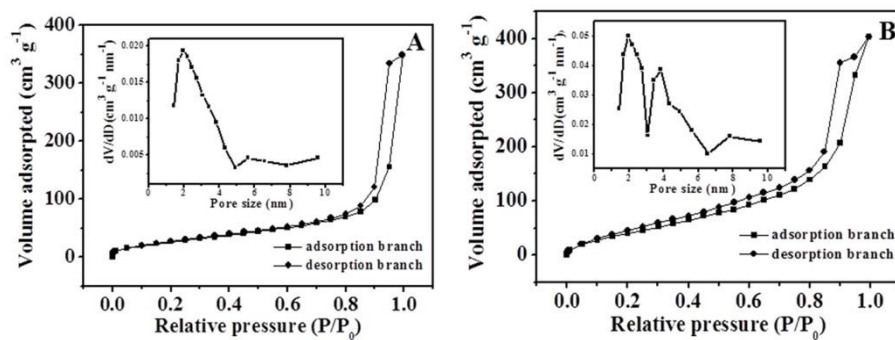 A
Volume adsorpted (cm³ g⁻¹)
400
300
200
100
0
dV/dD(cm³ g⁻¹ nm⁻¹)
0.020
0.015
0.010
0.005
0 2 4 6 8 10
Pore size (nm)
adsorption branch
desorption branch
0.0 0.2 0.4 0.6 0.8 1.0
Relative pressure (P/P₀)
B
Volume adsorpted (cm³ g⁻¹)
400
300
200
100
0
dV/dD(cm³ g⁻¹ nm⁻¹)
0.05
0.04
0.03
0.02
0.01
0 2 4 6 8 10
Pore size (nm)
adsorption branch
desorption branch
0.0 0.2 0.4 0.6 0.8 1.0
Relative pressure (P/P₀)